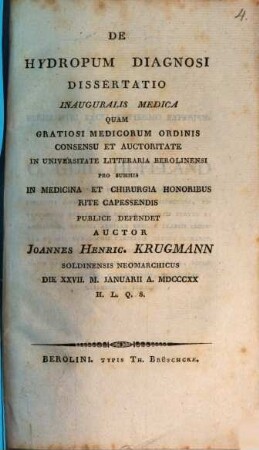 4.
DE
HYDROPUM DIAGNOSI
DISSERTATIO
INAUGURALIS MEDICA
QUAM
GRATIOSI MEDICORUM ORDINIS
CONSENSU ET AUCTORITATE
IN UNIVERSITATE LITTERARIA BEROLINENSI
PRO SUMMIS
IN MEDICINA ET CHIRURGIA HONORIBUS
RITE CAPESSENDIS
PUBLICE DEFENDET
AUCTOR
JOANNES HENRIC. KRUGMANN
SOLDINENSIS NEOMARCHICUS
DIE XXVII. M. JANUARII A. MDCCCXX
H. L. Q. S.
BEROLINI. TYPIS TH. BRÜSCHCKE.